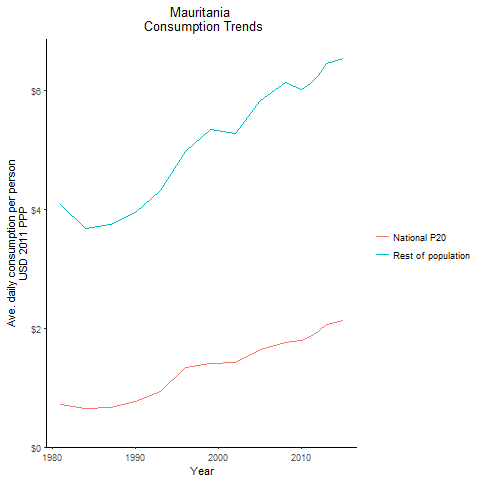 Mauritania
Consumption Trends
Ave. daily consumption per person
USD 2011 PPP
$6
$4
$2
$0
1980
1990
2000
2010
Year
National P20
Rest of population